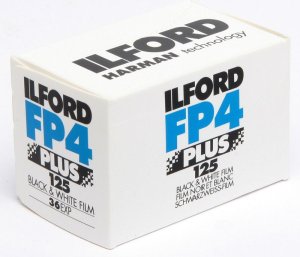 ILFORD
HARMAN technology
ILFORD
FP4
PLUS
125
BLACK & WHITE FILM
36 EXP
ILFORD
FP4
PLUS
125
BLACK & WHITE FILM
FILM NOIR ET BLANC
SCHWARZWEISSFILM